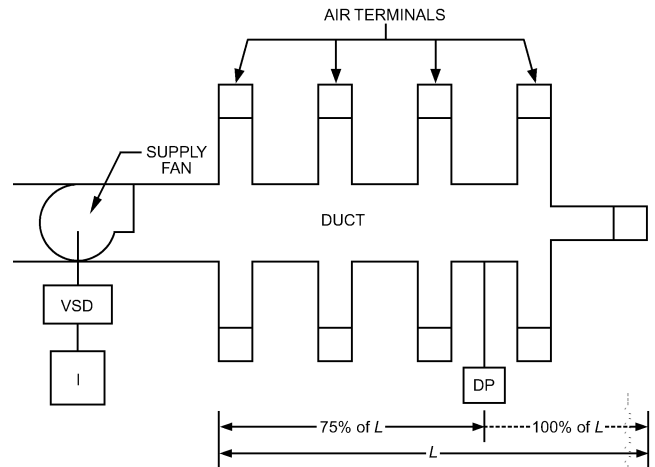 AIR TERMINALS
SUPPLY
FAN
DUCT
VSD
I
DP
75% of L
100% of L
L